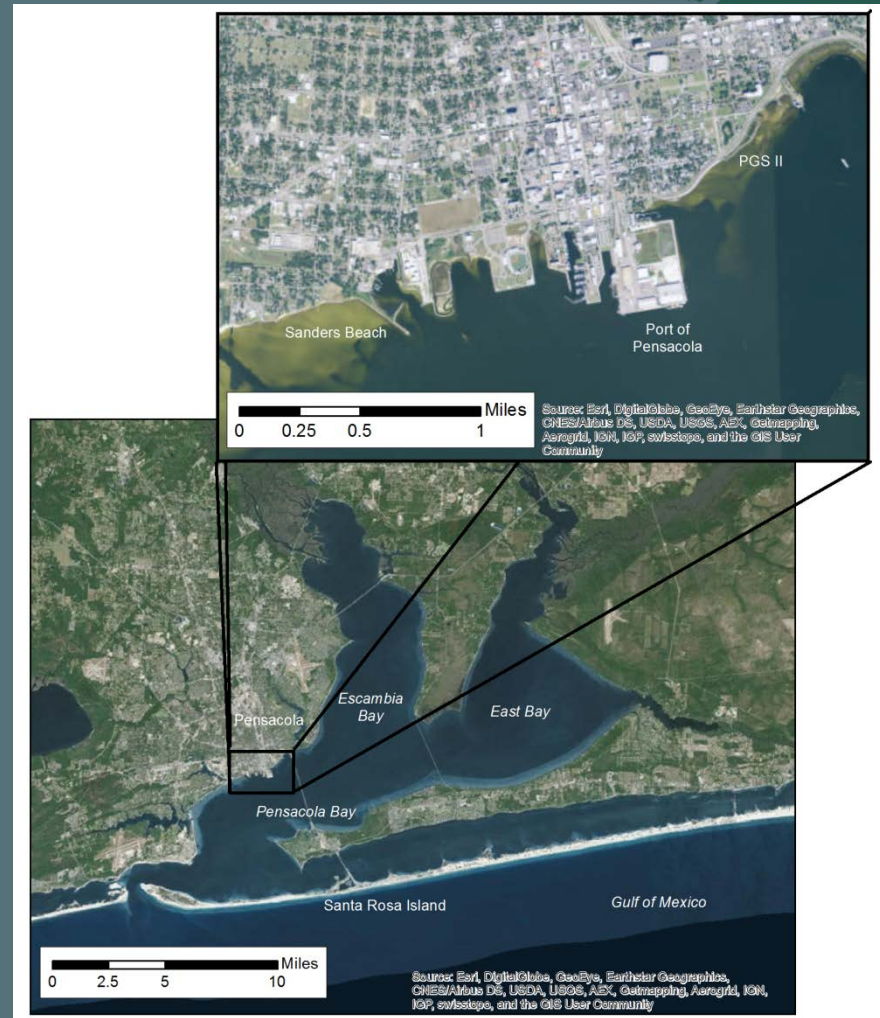 PGS II
Sanders Beach
Port of
Pensacola
Miles
0 0.25 0.5 1
Source: Esri, DigitalGlobe, GeoEye, Earthstar Geographics,
CNES/Airbus DS, USDA, USGS, AEX, Getmapping,
Aerogrid, IGN, IGP, swisstopo, and the GIS User
Community
Escambia
Bay
East Bay
Pensacola
Pensacola Bay
Santa Rosa Island
Gulf of Mexico
Miles
0 2.5 5 10
Source: Esri, DigitalGlobe, GeoEye, Earthstar Geographics,
CNES/Airbus DS, USDA, USGS, AEX, Getmapping, Aerogrid, IGN,
IGP, swisstopo, and the GIS User Community